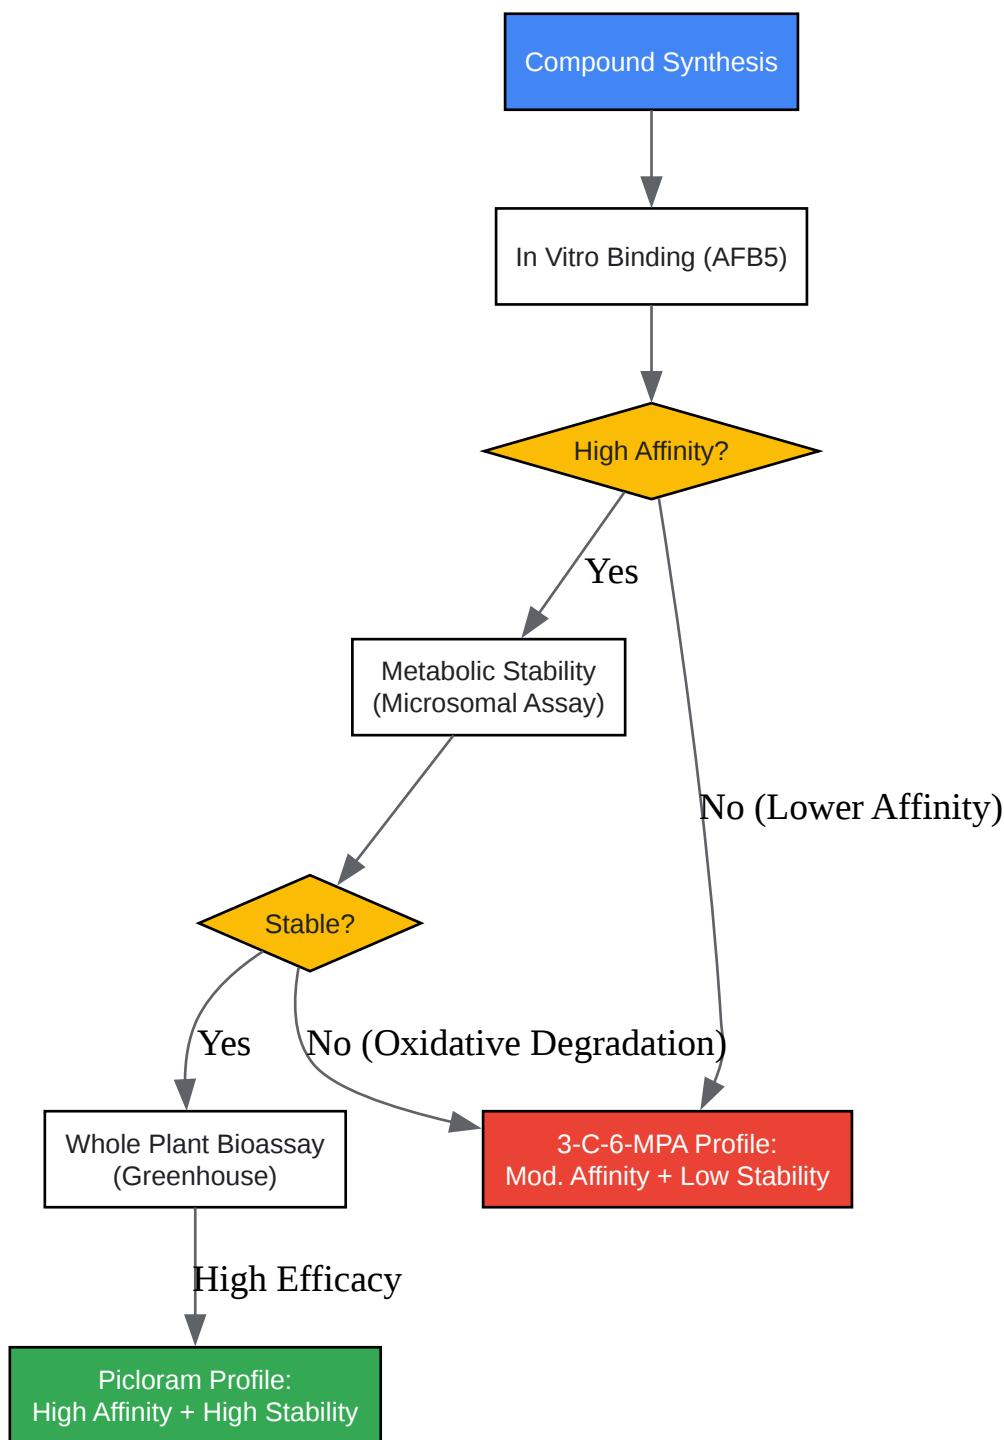 Compound Synthesis
In Vitro Binding (AFB5)
High Affinity?
Yes
Metabolic Stability
(Microsomal Assay)
No (Lower Affinity)
Stable?
Yes
No (Oxidative Degradation)
Whole Plant Bioassay
(Greenhouse)
3-C-6-MPA Profile:
Mod. Affinity + Low Stability
High Efficacy
Picloram Profile:
High Affinity + High Stability